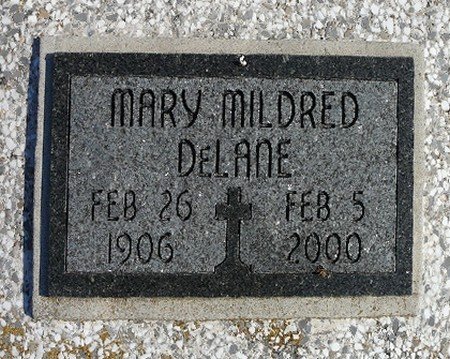 MARY MILDRED
DeLANE
FEB 26 FEB 5
1906 2000